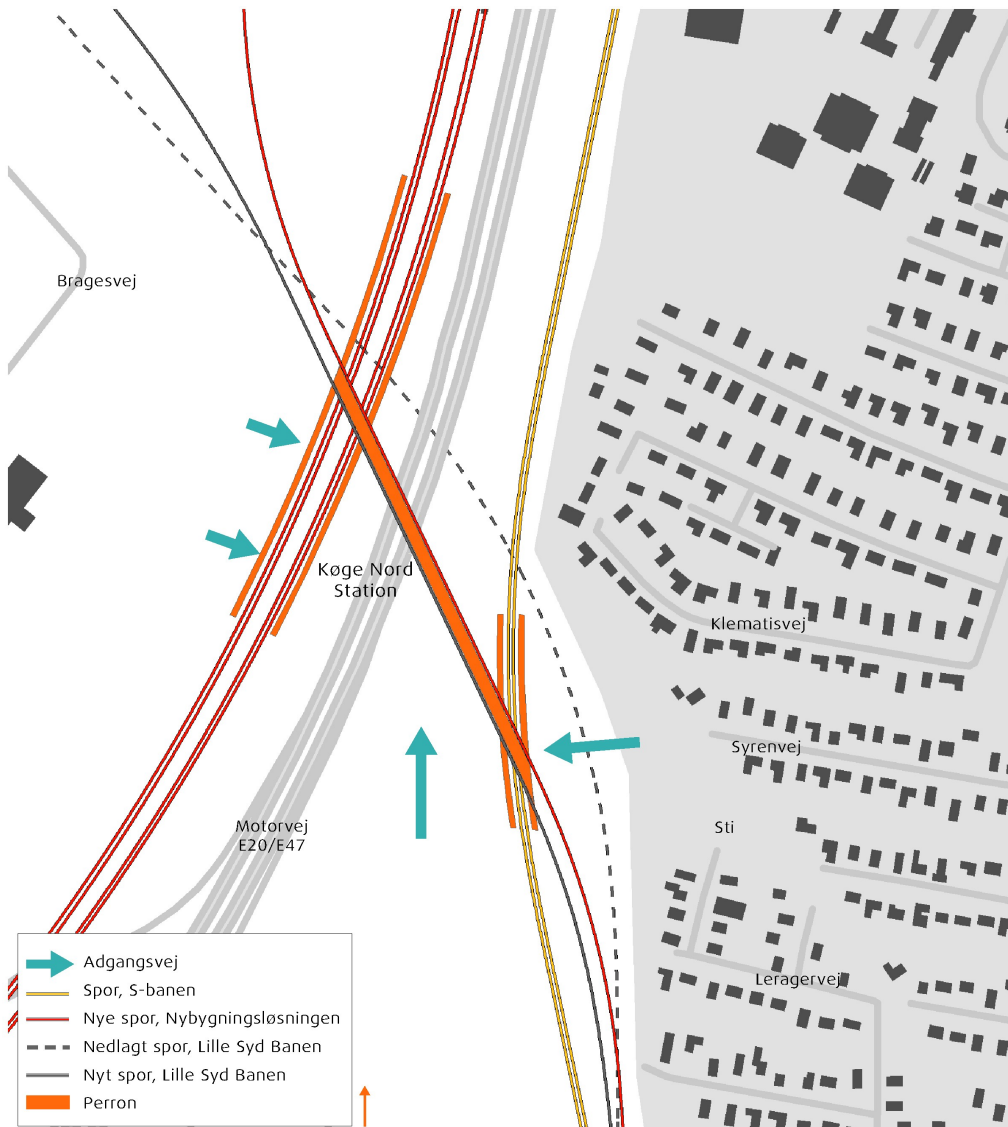 Bragesvej
Køge Nord
Station
Klematisvej
Syrenvej
Sti
Motorvej
E20/E47
Leragervej
Adgangsvej
Spor, S-banen
Nye spor, Nybygningsløsningen
Nedlagt spor, Lille Syd Banen
Nyt spor, Lille Syd Banen
Perron